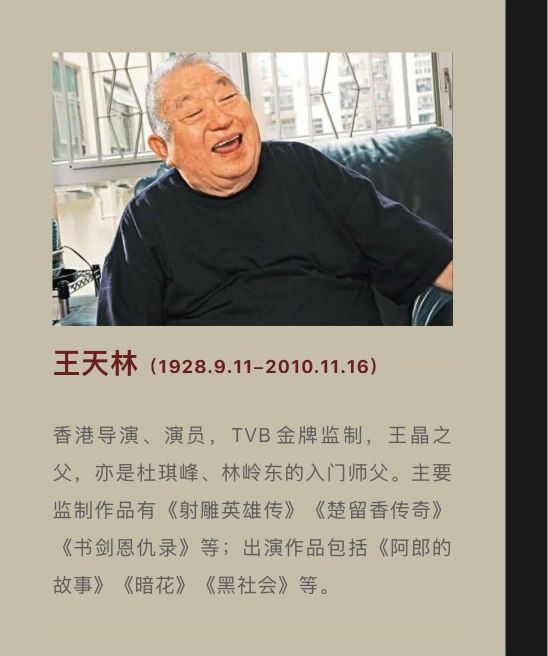 王天林（1928.9.11–2010.11.16）
香港导演、演员，TVB 金牌监制，王晶之
父，亦是杜琪峰、林岭东的入门师父。主要
监制作品有《射雕英雄传》《楚留香传奇》
《书剑恩仇录》等；出演作品包括《阿郎的
故事》《暗花》《黑社会》等。